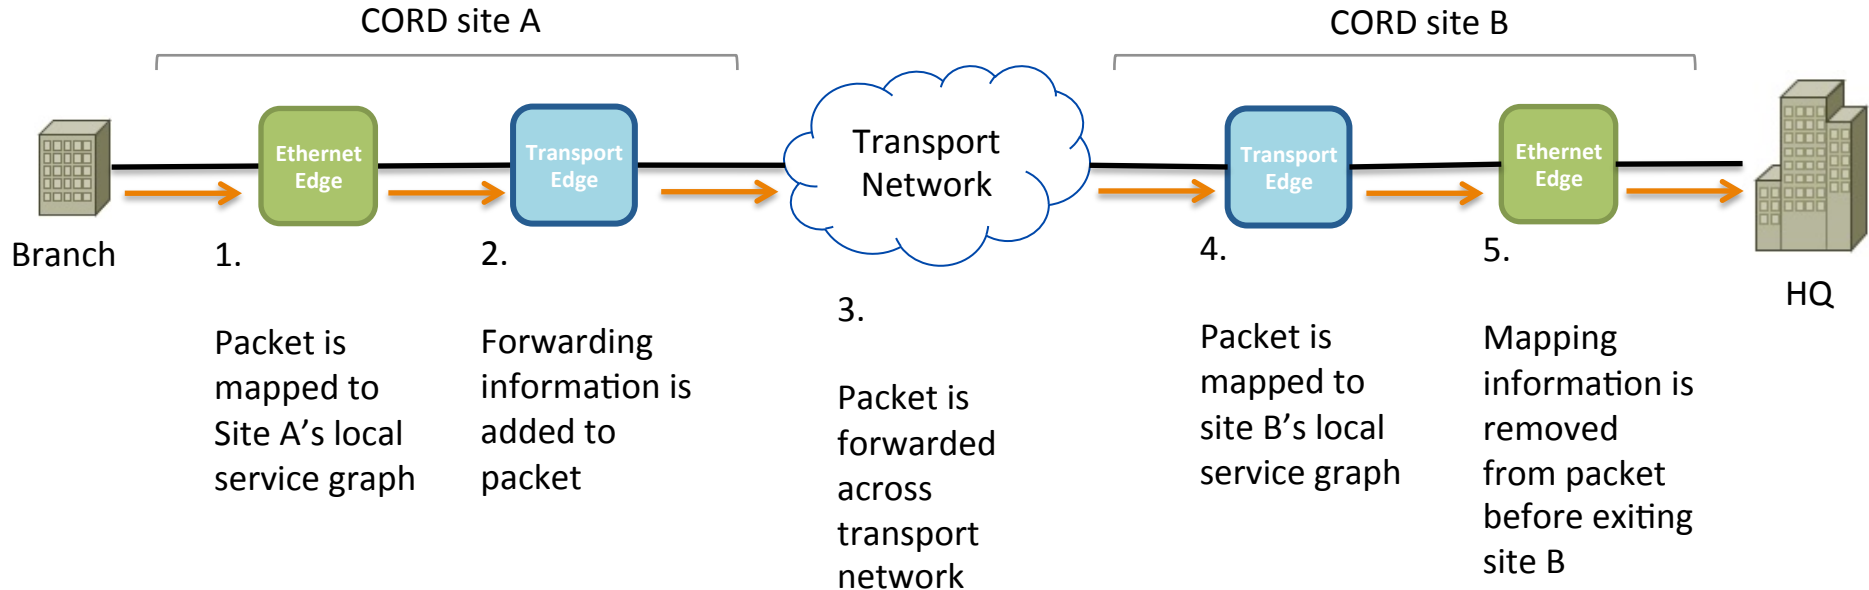 CORD site A
CORD site B
Ethernet
Edge
Transport
Edge
Transport
Network
Transport
Edge
Ethernet
Edge
Branch
HQ
1.
Packet is
mapped to
Site A’s local
service graph
2.
Forwarding
information is
added to
packet
3.
Packet is
forwarded
across
transport
network
4.
Packet is
mapped to
site B’s local
service graph
5.
Mapping
information is
removed
from packet
before exiting
site B